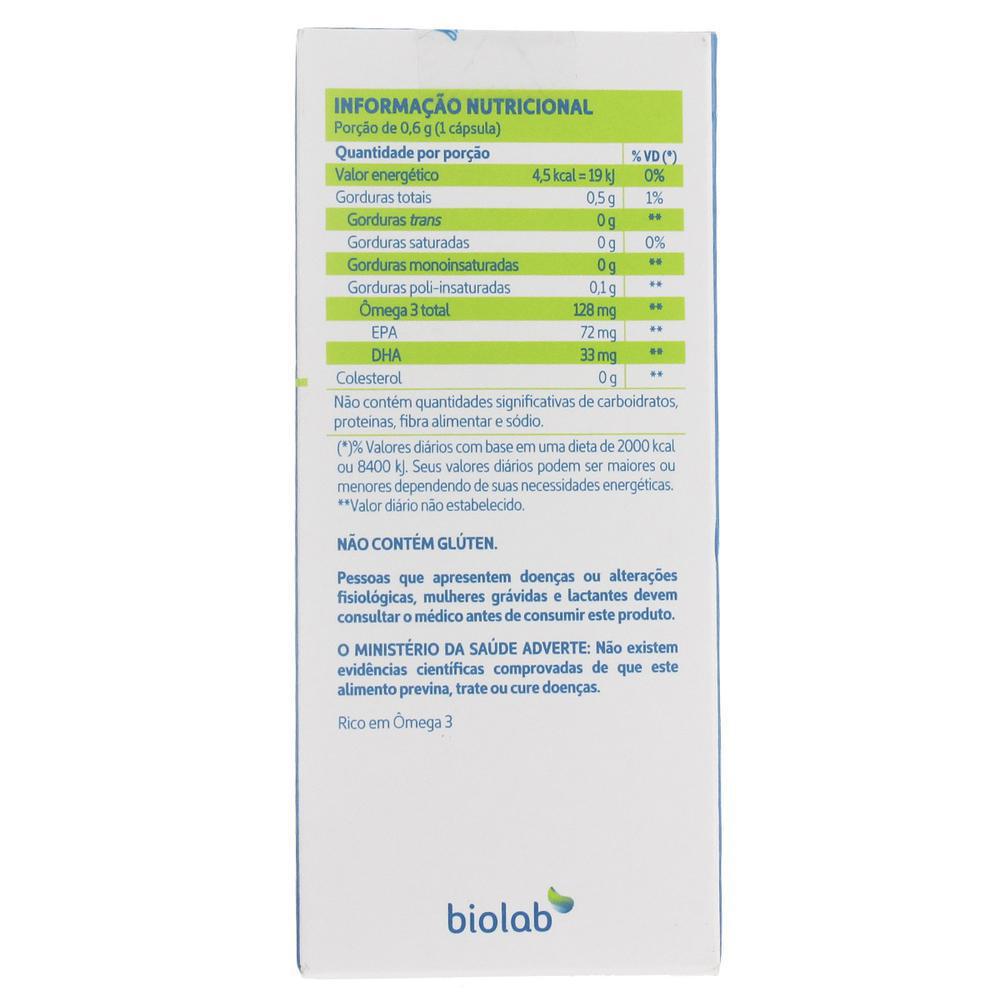 INFORMAÇÃO NUTRICIONAL
Porção de 0,6 g (1 cápsula)
Quantidade por porção % VD (*)
Valor energético 4,5 kcal = 19 kJ 0%
Gorduras totais 0,5 g 1%
Gorduras trans 0 g **
Gorduras saturadas 0 g 0%
Gorduras monoinsaturadas 0 g **
Gorduras poli-insaturadas 0,1 g **
Ômega 3 total 128 mg **
EPA 72 mg **
DHA 33 mg **
Colesterol 0 g **
Não contém quantidades significativas de carboidratos,
proteínas, fibra alimentar e sódio.
(*)% Valores diários com base em uma dieta de 2000 kcal
ou 8400 kJ. Seus valores diários podem ser maiores ou
menores dependendo de suas necessidades energéticas.
**Valor diário não estabelecido.
NÃO CONTÉM GLÚTEN.
Pessoas que apresentem doenças ou alterações
fisiológicas, mulheres grávidas e lactantes devem
consultar o médico antes de consumir este produto.
O MINISTÉRIO DA SAÚDE ADVERTE: Não existem
evidências científicas comprovadas de que este
alimento previna, trate ou cure doenças.
Rico em Ômega 3
biolab